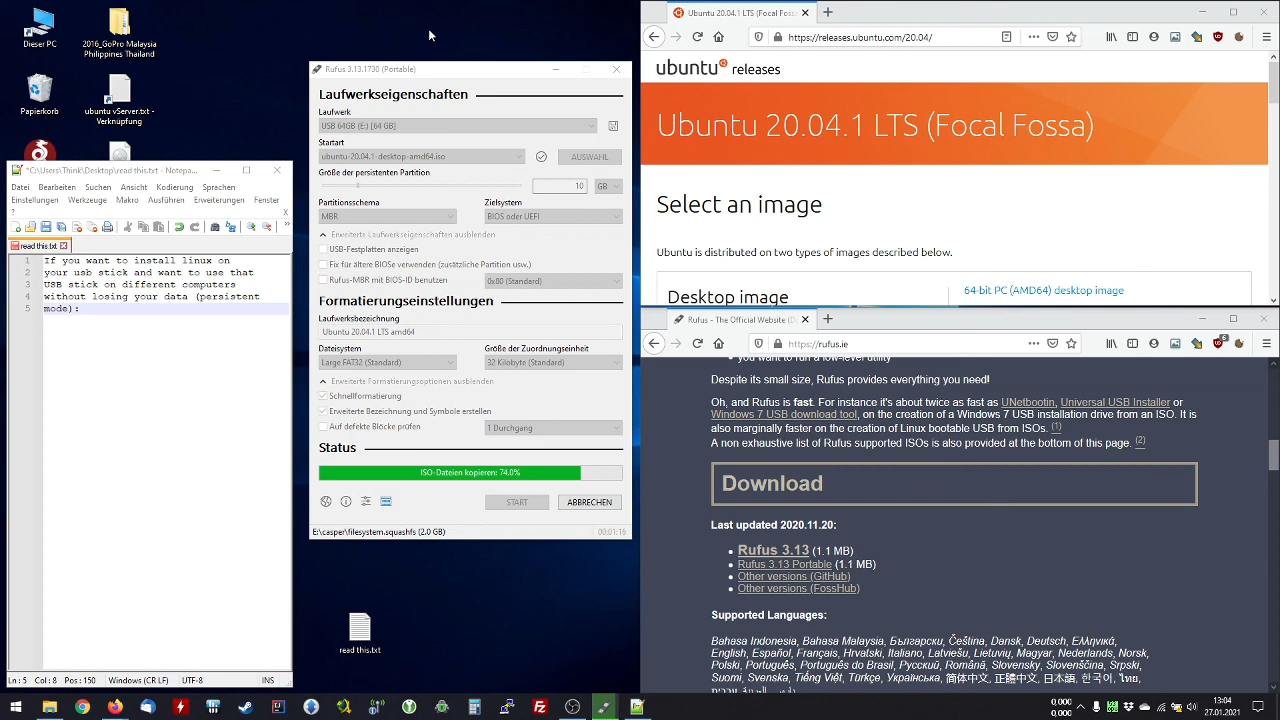 Dieser PC
2016_GoPro Malaysia
Philippines Thailand
Papierkorb
ubuntu vServer.txt -
Verknüpfung
*C:\Users\Think\Desktop\read this.txt - Notepa...
Datei Bearbeiten Suchen Ansicht Kodierung Sprachen
Einstellungen Werkzeuge Makro Ausführen Erweiterungen Fenster
? X
read this.txt
1 If you want to install linux on
2 your usb stick and want to use that
3 usb stick on different computers
4 without losing your data (persistent
5 mode):
Ln: 5 Col: 8 Pos: 150 Windows (CR LF) UTF-8 INS
read this.txt
Rufus 3.13.1730 (Portable)
Laufwerkseigenschaften
Laufwerk
USB 64GB (E:) [64 GB]
Startart
ubuntu-20.04.1-desktop-amd64.iso
AUSWAHL
Größe der persistenten Partition
10 GB
Partitionsschema Zielsystem
MBR BIOS oder UEFI
Erweiterte Laufwerkseigenschaften ausblenden
USB-Festplatten anzeigen
Fix für ältere BIOSe verwenden (zusätzliche Partition usw.)
Rufus-MBR mit BIOS-ID benutzen 0x80 (Standard)
Formatierungseinstellungen
Laufwerksbezeichnung
Ubuntu 20.04.1 LTS amd64
Dateisystem Größe der Zuordnungseinheit
Large FAT32 (Standard) 32 Kilobyte (Standard)
Erweiterte Formatierungsoptionen ausblenden
Schnellformatierung
Erweiterte Bezeichnung und Symbole erstellen
Auf defekte Blöcke prüfen 1 Durchgang
Status
ISO-Dateien kopieren: 74.0%
START ABBRECHEN
E:\casper\filesystem.squashfs (2.0 GB) 00:01:16
Ubuntu 20.04.1 LTS (Focal Foss
https://releases.ubuntu.com/20.04/
ubuntu releases
Ubuntu 20.04.1 LTS (Focal Fossa)
Select an image
Ubuntu is distributed on two types of images described below.
Desktop image
64-bit PC (AMD64) desktop image
Rufus - The Official Website (D
https://rufus.ie
6
you want to run a low-level utility
Despite its small size, Rufus provides everything you need!
Oh, and Rufus is fast. For instance it's about twice as fast as UNetbootin, Universal USB Installer or
Windows 7 USB download tool, on the creation of a Windows 7 USB installation drive from an ISO. It is
also marginally faster on the creation of Linux bootable USB from ISOs. (1)
A non exhaustive list of Rufus supported ISOs is also provided at the bottom of this page. (2)
Download
Last updated 2020.11.20:
Rufus 3.13 (1.1 MB)
Rufus 3.13 Portable (1.1 MB)
Other versions (GitHub)
Other versions (FossHub)
Supported Languages:
Bahasa Indonesia, Bahasa Malaysia, Български, Čeština, Dansk, Deutsch, Ελληνικά,
English, Español, Français, Hrvatski, Italiano, Latviešu, Lietuvių, Magyar, Nederlands, Norsk,
Polski, Português, Português do Brasil, Русский, Română, Slovensky, Slovenščina, Srpski,
Suomi, Svenska, Tiếng Việt, Türkçe, Українська, 简体中文, 正體中文, 日本語, 한국어, ไทย,
0.000
0.000
13:04
27.01.2021